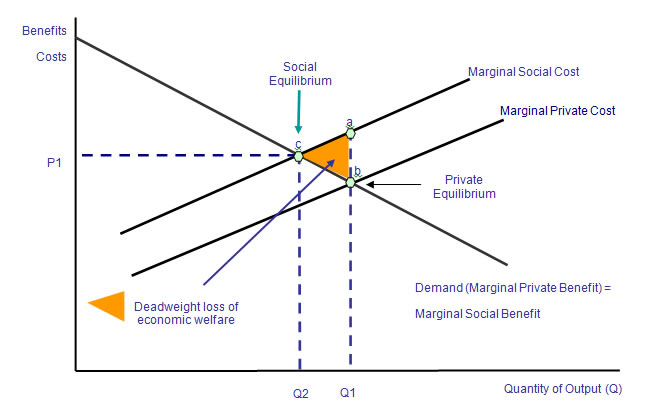 Benefits
Costs
Social
Equilibrium
Marginal Social Cost
Marginal Private Cost
a
c
P1
b
Private
Equilibrium
Deadweight loss of
economic welfare
Demand (Marginal Private Benefit) =
Marginal Social Benefit
Q2
Q1
Quantity of Output (Q)